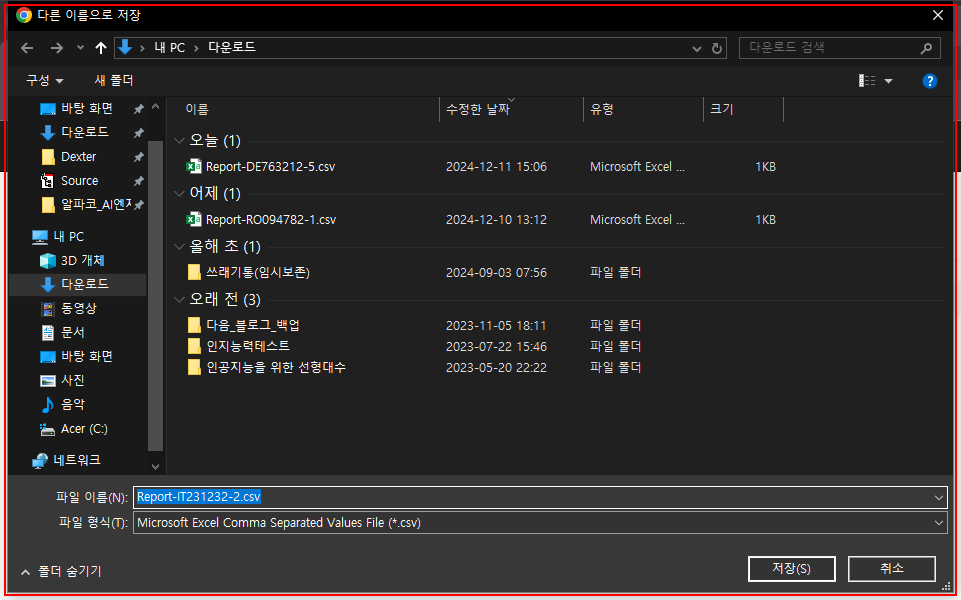 다른 이름으로 저장
내 PC 다운로드
다운로드 검색
구성 새 폴더
바탕 화면
다운로드
Dexter
Source
알파코_AI엔지
내 PC
3D 개체
다운로드
동영상
문서
바탕 화면
사진
음악
Acer (C:)
네트워크
이름 수정한 날짜 유형 크기
오늘 (1)
Report-DE763212-5.csv 2024-12-11 15:06 Microsoft Excel ... 1KB
어제 (1)
Report-RO094782-1.csv 2024-12-10 13:12 Microsoft Excel ... 1KB
올해 초 (1)
쓰래기통(임시보존) 2024-09-03 07:56 파일 폴더
오래 전 (3)
다음_블로그_백업 2023-11-05 18:11 파일 폴더
인지능력테스트 2023-07-22 15:46 파일 폴더
인공지능을 위한 선형대수 2023-05-20 22:22 파일 폴더
파일 이름(N): Report-IT231232-2.csv
파일 형식(T): Microsoft Excel Comma Separated Values File (*.csv)
폴더 숨기기
저장(S) 취소